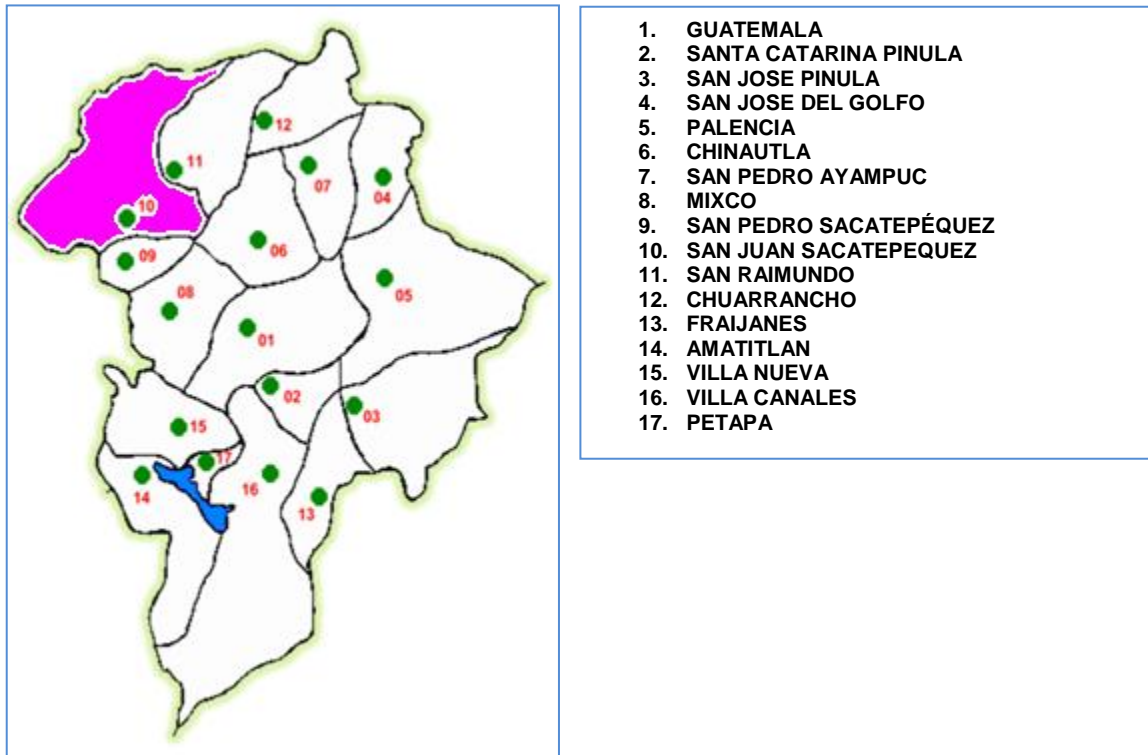 12
11
07
04
10
06
09
05
08
01
02
03
15
17
14
16
13
1. GUATEMALA
2. SANTA CATARINA PINULA
3. SAN JOSE PINULA
4. SAN JOSE DEL GOLFO
5. PALENCIA
6. CHINAUTLA
7. SAN PEDRO AYAMPUC
8. MIXCO
9. SAN PEDRO SACATEPÉQUEZ
10. SAN JUAN SACATEPEQUEZ
11. SAN RAIMUNDO
12. CHUARRANCHO
13. FRAIJANES
14. AMATITLAN
15. VILLA NUEVA
16. VILLA CANALES
17. PETAPA